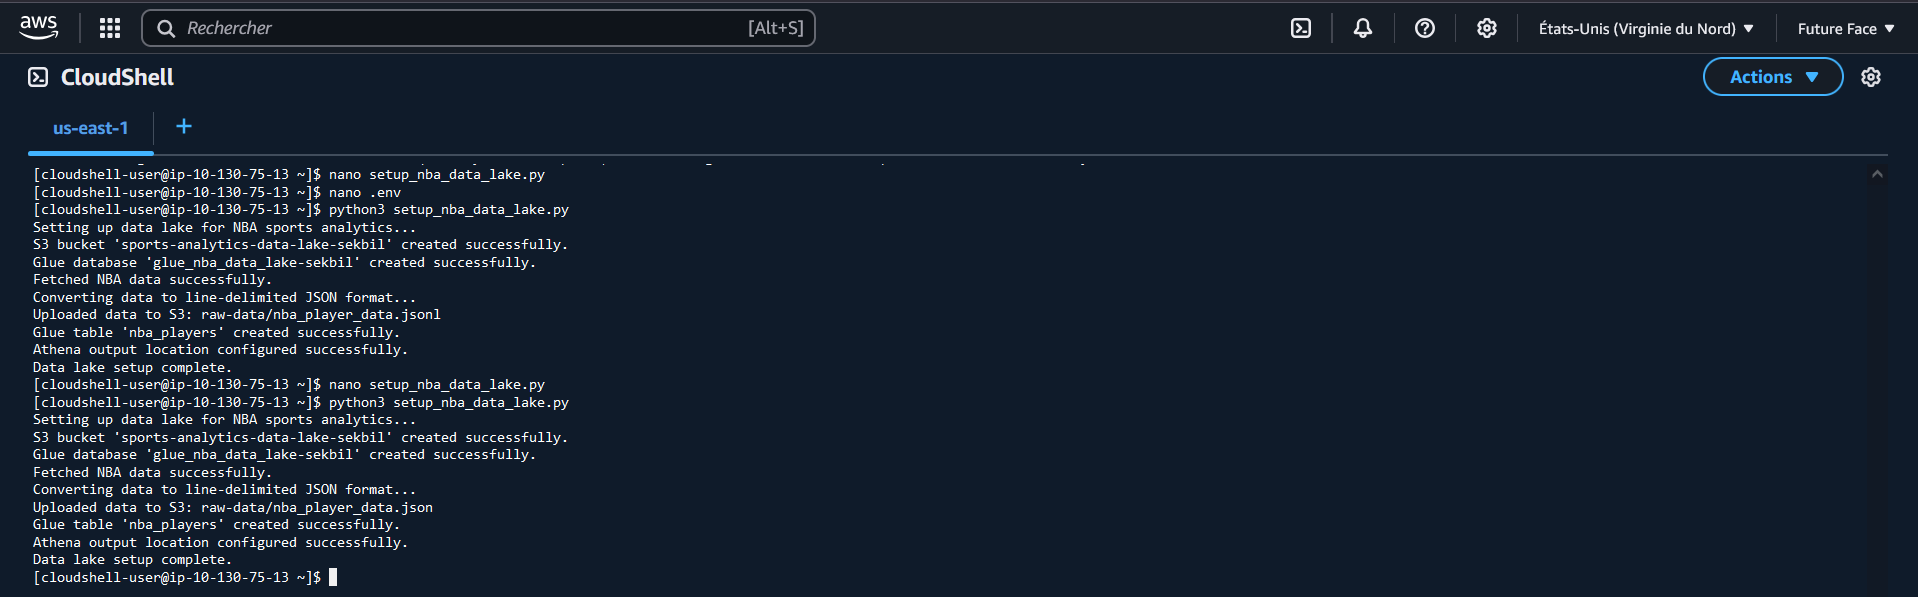 aws
Rechercher [Alt+S]
États-Unis (Virginie du Nord) ▼
Future Face ▼
CloudShell
Actions ▼
us-east-1 +
[cloudshell-user@ip-10-130-75-13 ~]$ nano setup_nba_data_lake.py
[cloudshell-user@ip-10-130-75-13 ~]$ nano .env
[cloudshell-user@ip-10-130-75-13 ~]$ python3 setup_nba_data_lake.py
Setting up data lake for NBA sports analytics...
S3 bucket 'sports-analytics-data-lake-sekbil' created successfully.
Glue database 'glue_nba_data_lake-sekbil' created successfully.
Fetched NBA data successfully.
Converting data to line-delimited JSON format...
Uploaded data to S3: raw-data/nba_player_data.jsonl
Glue table 'nba_players' created successfully.
Athena output location configured successfully.
Data lake setup complete.
[cloudshell-user@ip-10-130-75-13 ~]$ nano setup_nba_data_lake.py
[cloudshell-user@ip-10-130-75-13 ~]$ python3 setup_nba_data_lake.py
Setting up data lake for NBA sports analytics...
S3 bucket 'sports-analytics-data-lake-sekbil' created successfully.
Glue database 'glue_nba_data_lake-sekbil' created successfully.
Fetched NBA data successfully.
Converting data to line-delimited JSON format...
Uploaded data to S3: raw-data/nba_player_data.json
Glue table 'nba_players' created successfully.
Athena output location configured successfully.
Data lake setup complete.
[cloudshell-user@ip-10-130-75-13 ~]$